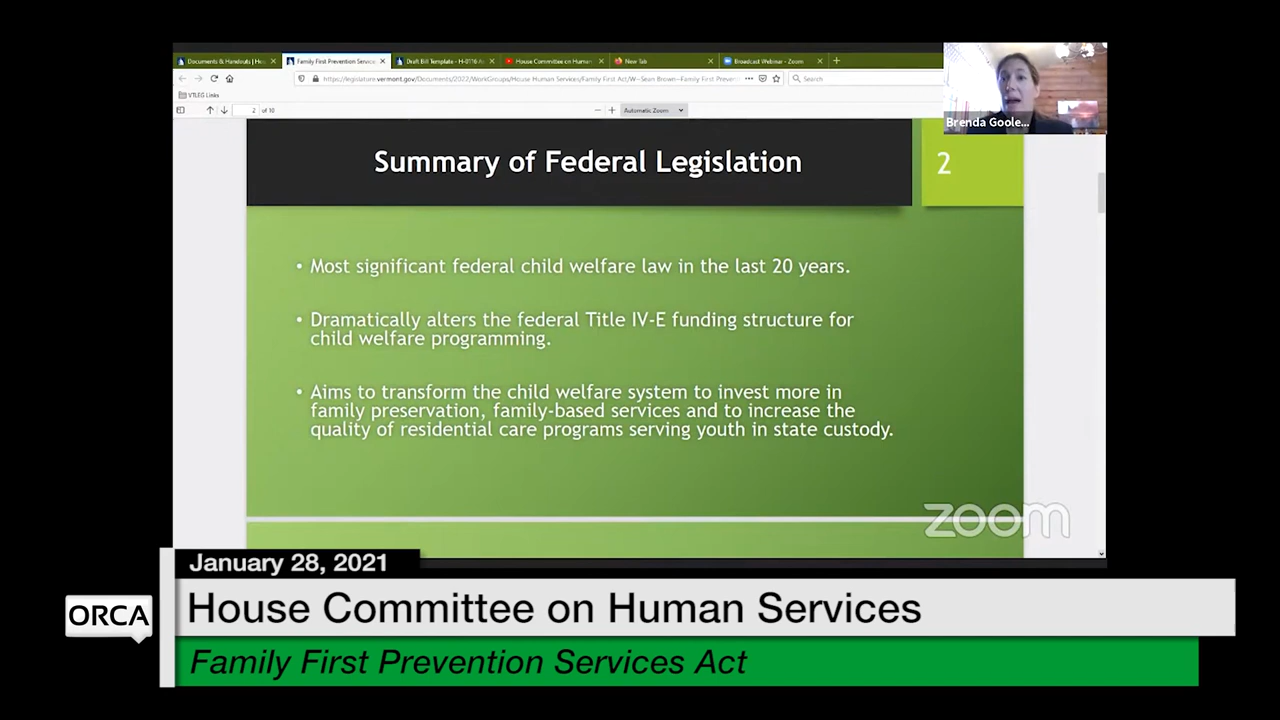 Documents & Handouts | Ho
Family First Prevention Service
Draft Bill Template - H-0116 A
House Committee on Human
New Tab
Broadcast Webinar - Zoom
https://legislature.vermont.gov/Documents/2022/WorkGroups/House Human Services/Family First Act/W~Sean Brown~Family First Prev
Search
VTLEG Links
2 of 10
Automatic Zoom
Brenda Goole...
Summary of Federal Legislation
2
• Most significant federal child welfare law in the last 20 years.
• Dramatically alters the federal Title IV-E funding structure for
child welfare programming.
• Aims to transform the child welfare system to invest more in
family preservation, family-based services and to increase the
quality of residential care programs serving youth in state custody.
zoom
January 28, 2021
ORCA
House Committee on Human Services
Family First Prevention Services Act